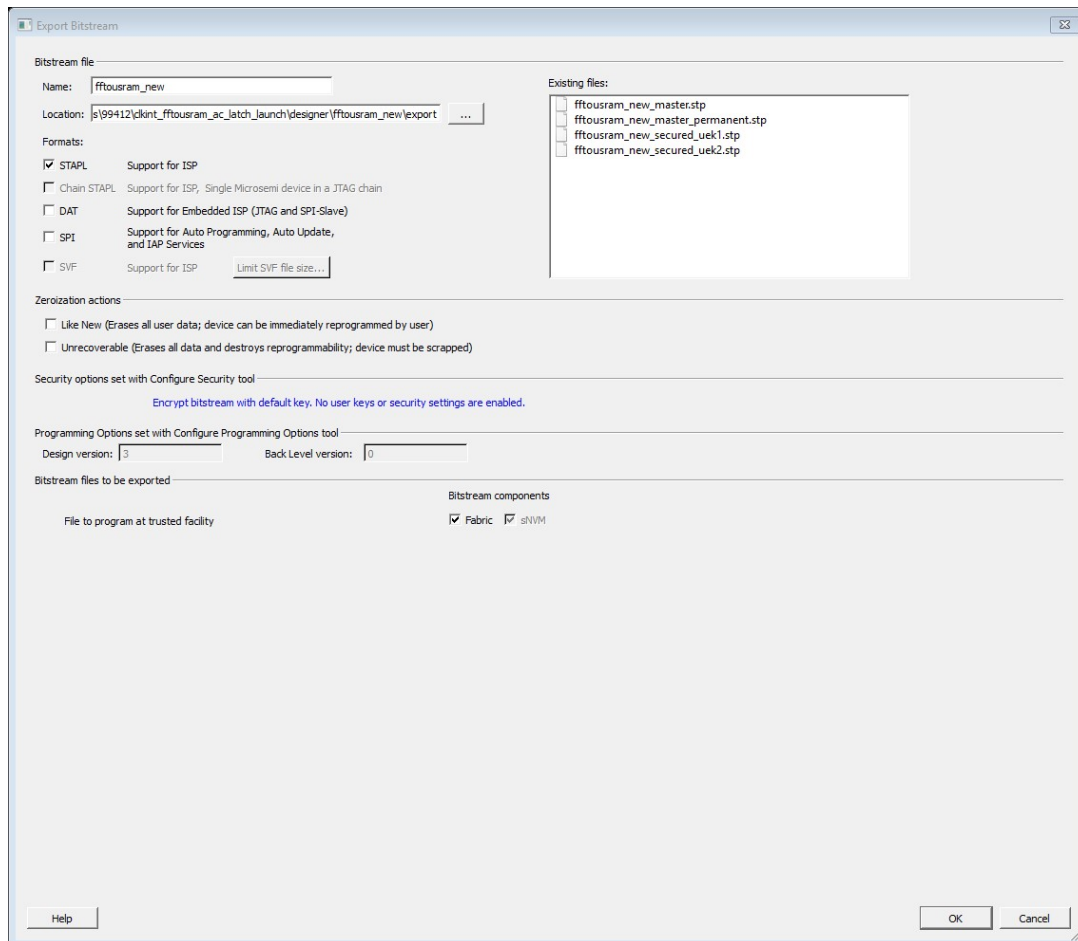 Export Bitstream
Bitstream file
Name: fftousram_new
Location: s\99412\clkint_fftousram_ac_latch_launch\designer\fftousram_new\export ...
Formats:
STAPL Support for ISP
Chain STAPL Support for ISP, Single Microsemi device in a JTAG chain
DAT Support for Embedded ISP (JTAG and SPI-Slave)
SPI Support for Auto Programming, Auto Update,
and IAP Services
SVF Support for ISP Limit SVF file size...
Existing files:
fftousram_new_master.stp
fftousram_new_master_permanent.stp
fftousram_new_secured_uek1.stp
fftousram_new_secured_uek2.stp
Zeroization actions
Like New (Erases all user data; device can be immediately reprogrammed by user)
Unrecoverable (Erases all data and destroys reprogrammability; device must be scrapped)
Security options set with Configure Security tool
Encrypt bitstream with default key. No user keys or security settings are enabled.
Programming Options set with Configure Programming Options tool
Design version: 3 Back Level version: 0
Bitstream files to be exported
Bitstream components
File to program at trusted facility Fabric sNVM
Help OK Cancel